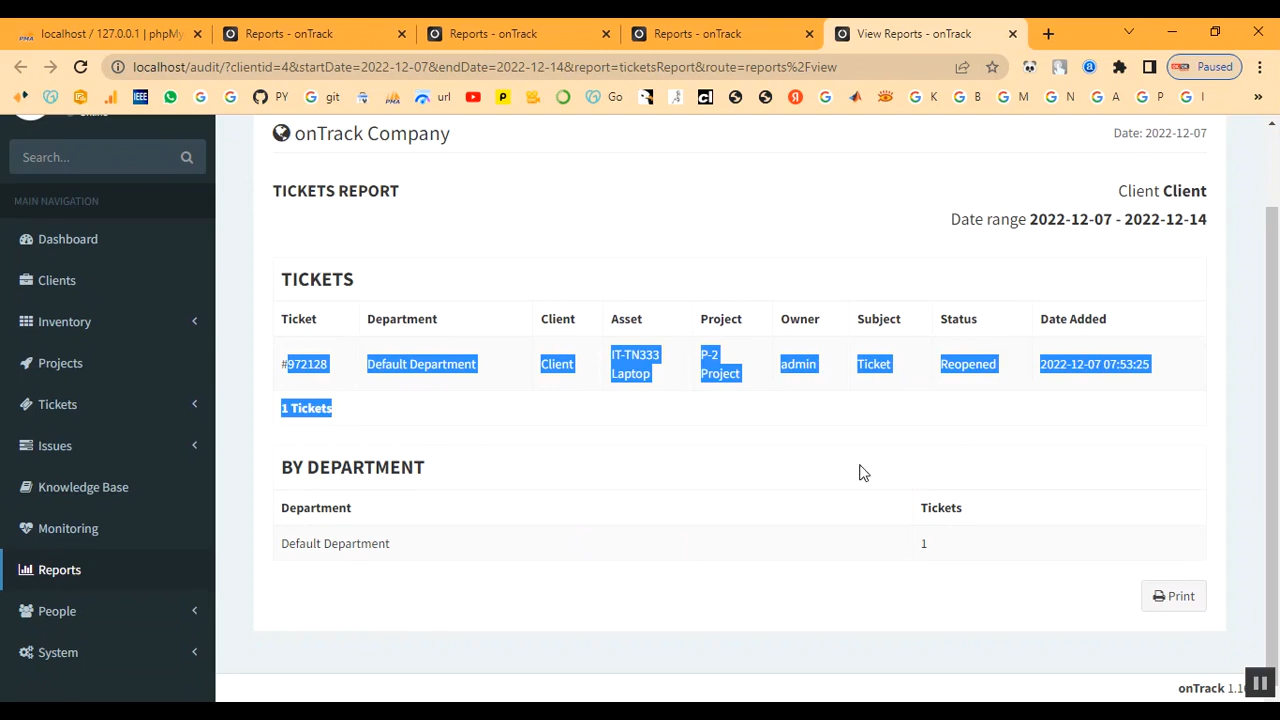 localhost / 127.0.0.1 | phpMy
Reports - onTrack
Reports - onTrack
Reports - onTrack
View Reports - onTrack
localhost/audit/?clientid=4&startDate=2022-12-07&endDate=2022-12-14&report=ticketsReport&route=reports%2Fview
Paused
IEEE PY git url Go K B M N A P I »
Search...
MAIN NAVIGATION
Dashboard
Clients
Inventory
Projects
Tickets
Issues
Knowledge Base
Monitoring
Reports
People
System
onTrack Company
Date: 2022-12-07
TICKETS REPORT
Client Client
Date range 2022-12-07 - 2022-12-14
TICKETS
Ticket Department Client Asset Project Owner Subject Status Date Added
#972128 Default Department Client IT-TN333 Laptop P-2 Project admin Ticket Reopened 2022-12-07 07:53:25
1 Tickets
BY DEPARTMENT
Department Tickets
Default Department 1
Print
onTrack